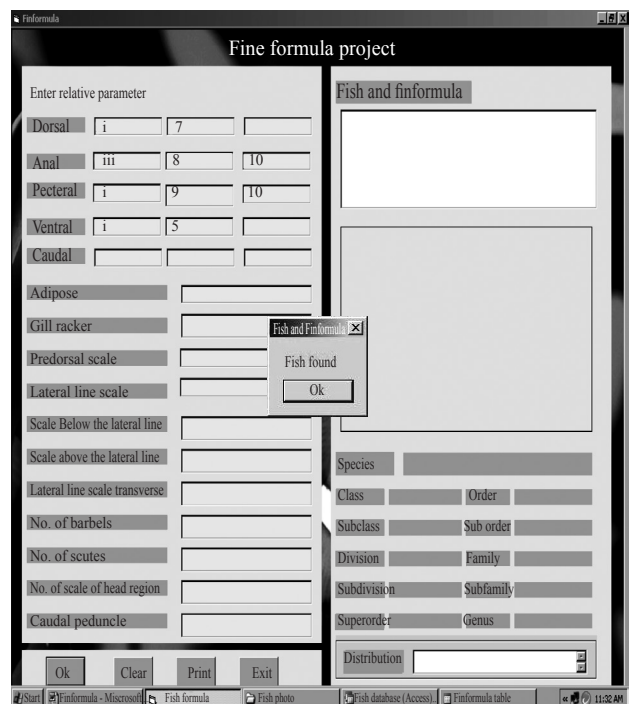 Finformula
Fine formula project
Enter relative parameter
Dorsal i 7
Anal iii 8 10
Pecteral i 9 10
Ventral i 5
Caudal
Adipose
Gill racker
Predorsal scale
Lateral line scale
Scale Below the lateral line
Scale above the lateral line
Lateral line scale transverse
No. of barbels
No. of scutes
No. of scale of head region
Caudal peduncle
Ok Clear Print Exit
Fish and Finformula
Fish found
Ok
Fish and finformula
Species
Class Order
Subclass Sub order
Division Family
Subdivision Subfamily
Superorder Genus
Distribution
Start Finformula - Miscrosoft Fish formula Fish photo Fish database (Access).. Finformula table « 11:32 AM